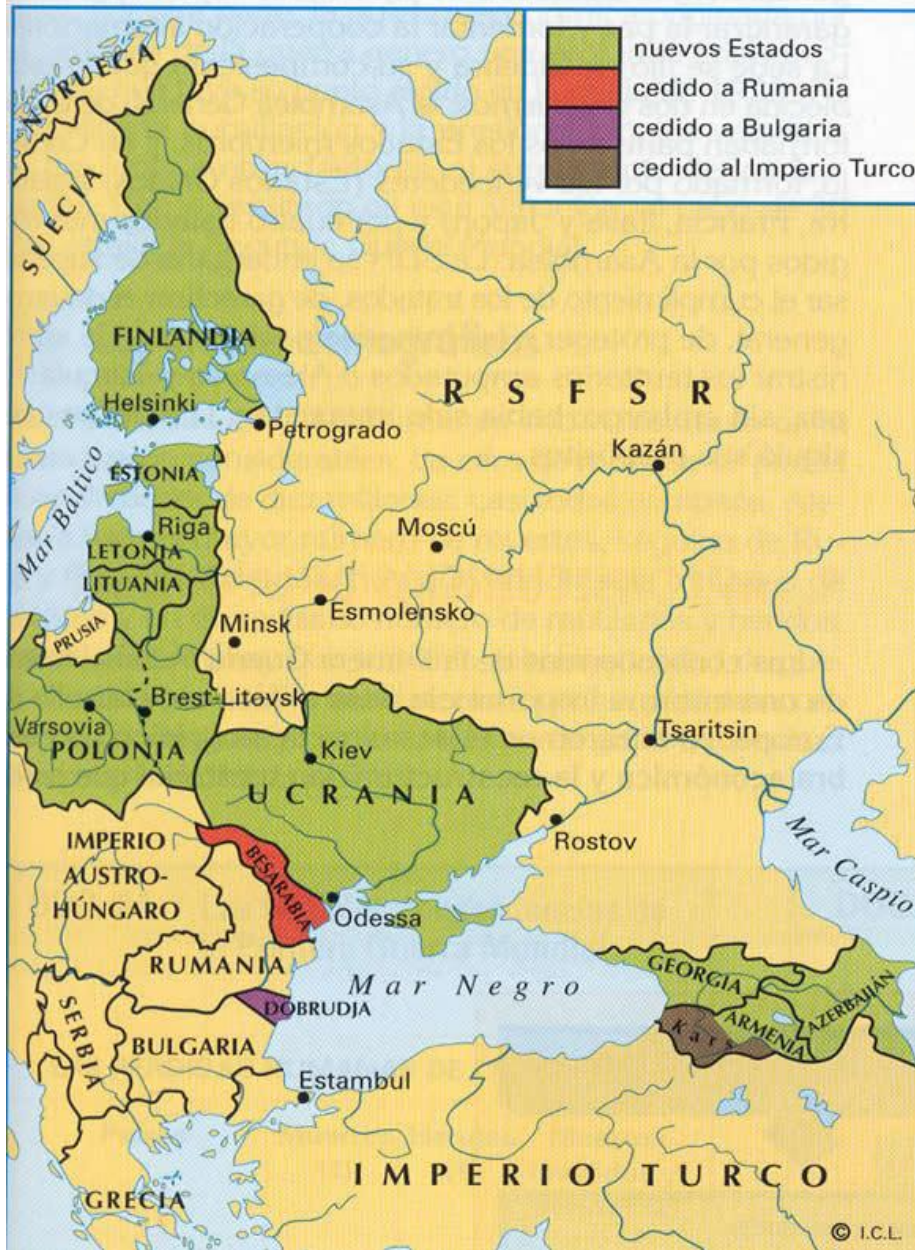 nuevos Estados
cedido a Rumania
cedido a Bulgaria
cedido al Imperio Turco
NORUEGA
SUECIA
FINLANDIA
Helsinki
Petrogrado
R S F S R
Kazán
ESTONIA
Mar Báltico
Riga
LETONIA
LITUANIA
Moscú
PRUSIA
Minsk
Esmolensko
Brest-Litovsk
Varsovia
POLONIA
Kiev
Tsaritsin
UCRANIA
Rostov
IMPERIO
AUSTRO-
HÚNGARO
BESARABIA
Odessa
Mar Caspio
RUMANIA
Mar Negro
GEORGIA
DOBRUDJA
Kars
ARMENIA
AZERBAIJÁN
SERBIA
BULGARIA
Estambul
IMPERIO TURCO
GRECIA
© I.C.L.